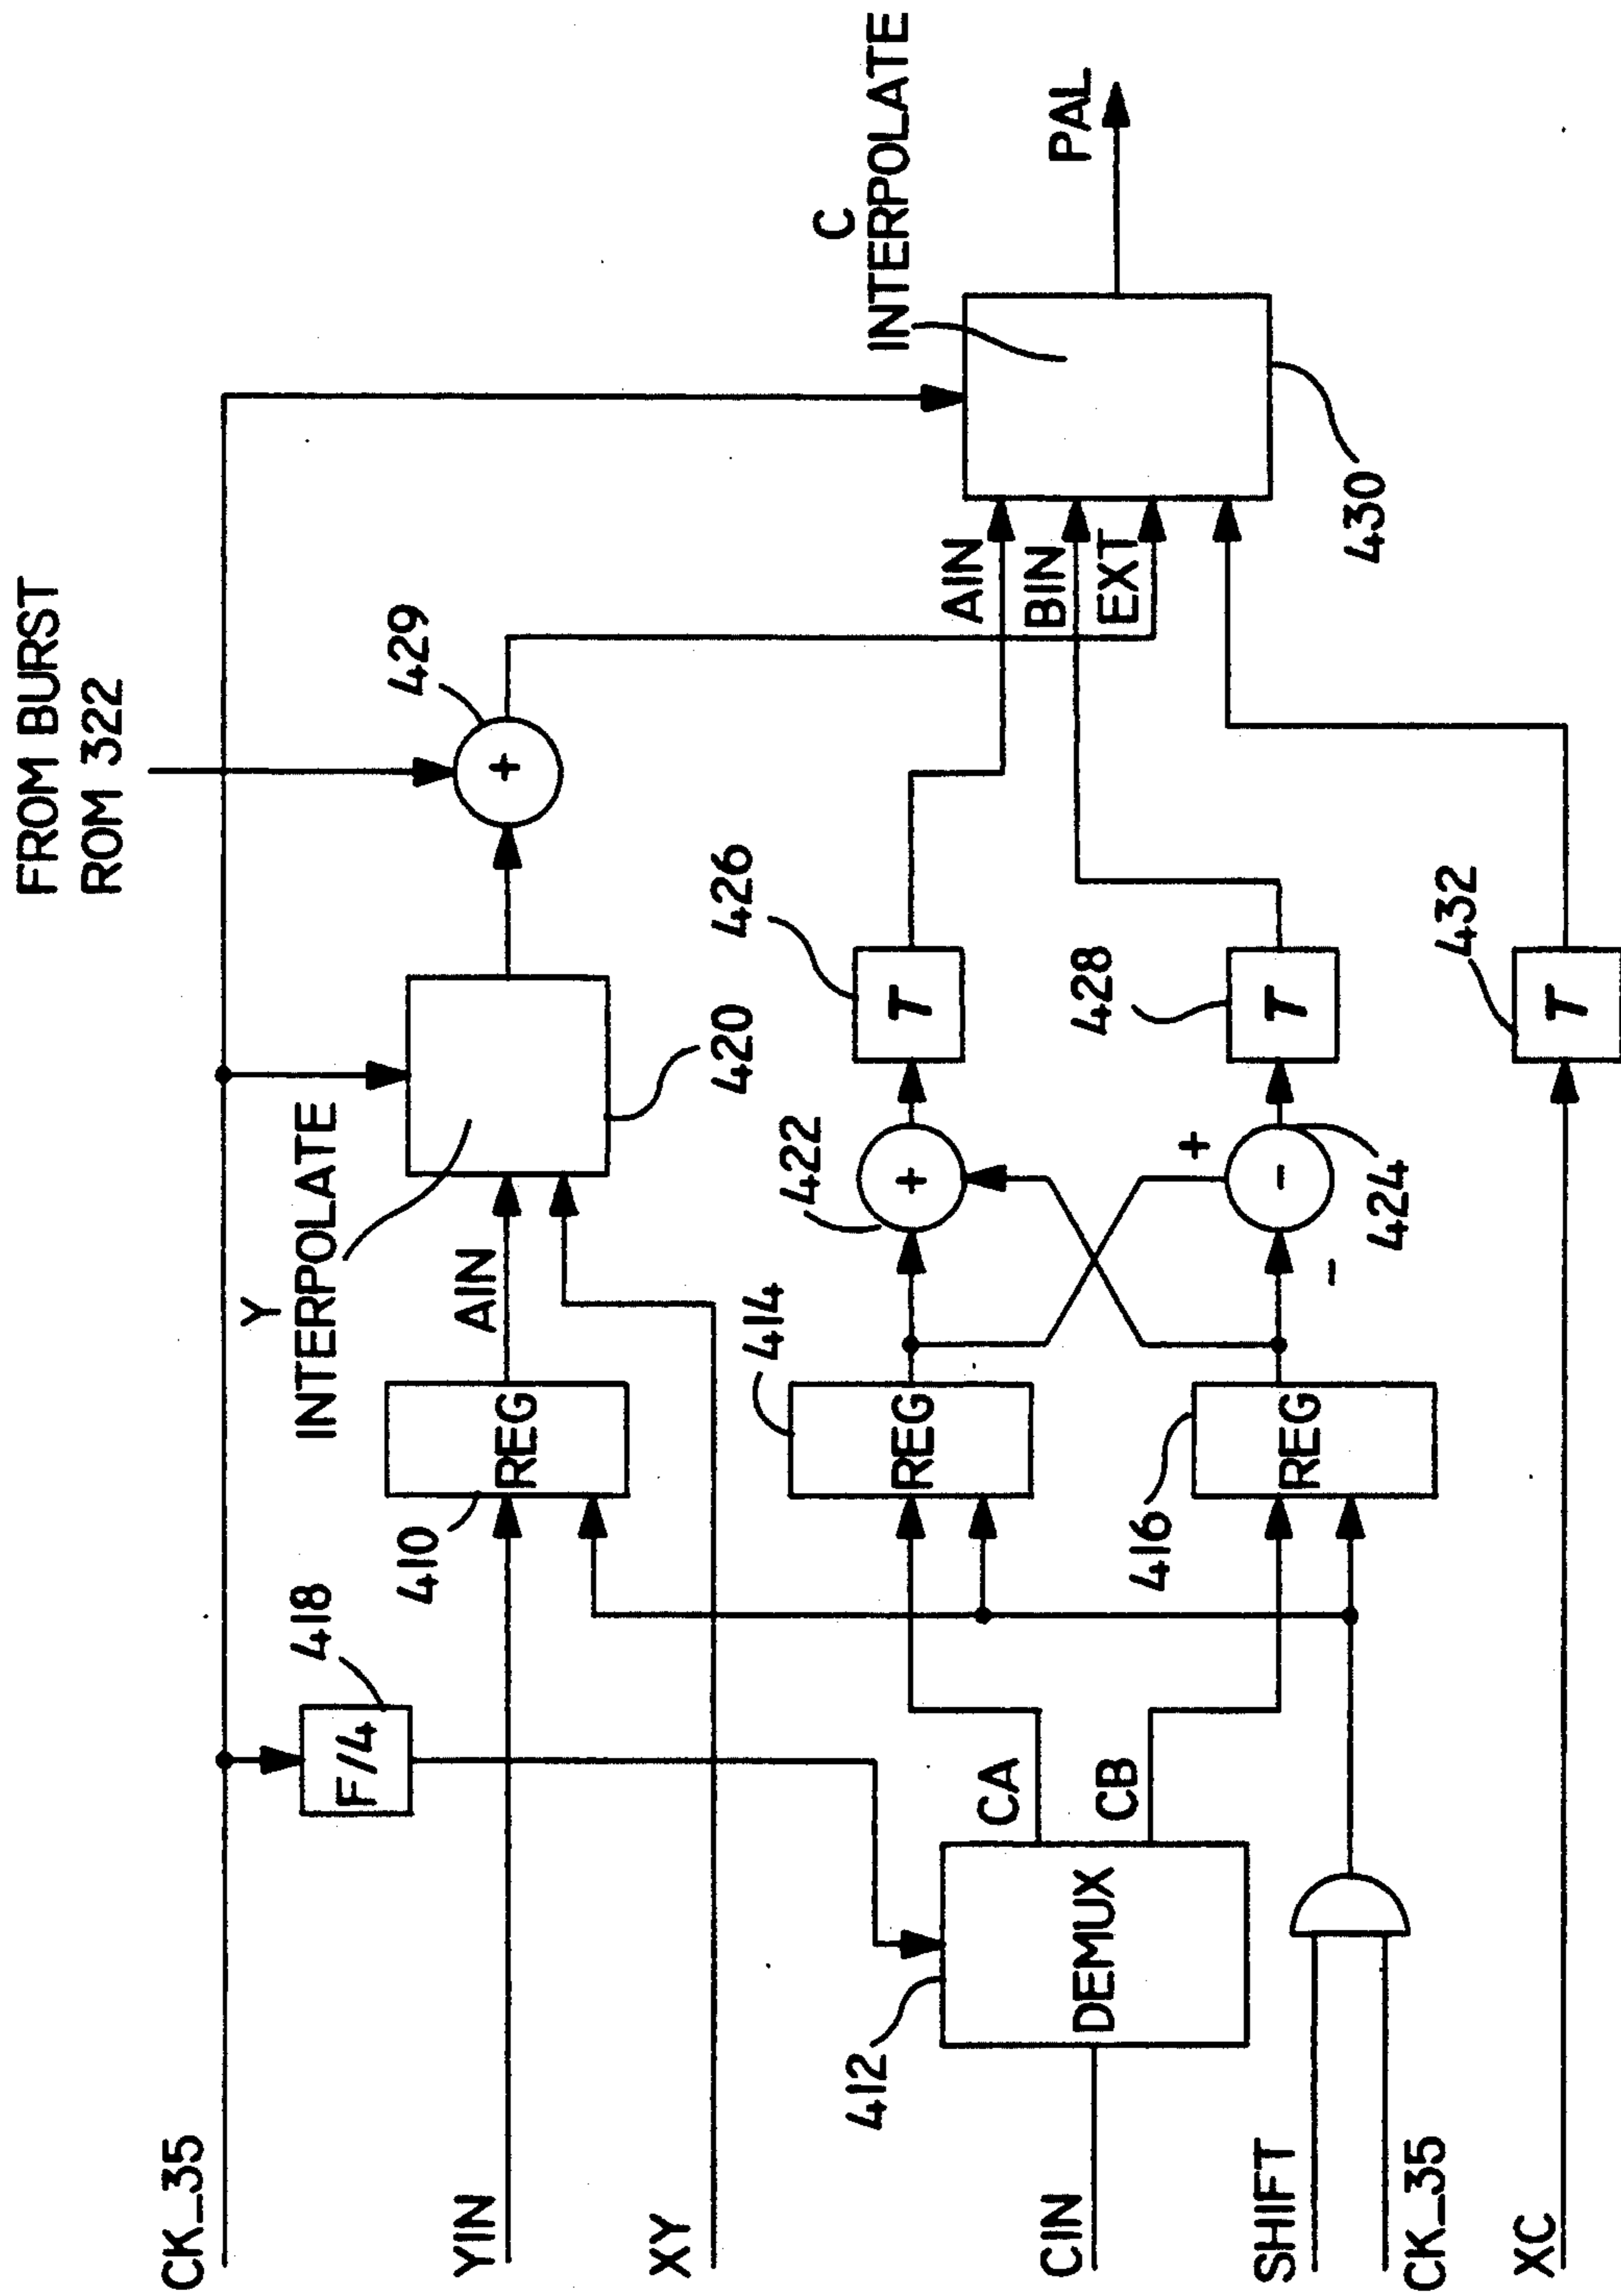 FROM BURST
ROM 322
CK_35
418
F/4
YIN
410
REG
AIN
Y
INTERPOLATE
420
429
+
XY
C
INTERPOLATE
PAL
430
AIN
BIN
EXT
CIN
412
DEMUX
CA
CB
414
REG
416
REG
422
+
+
-
-
424
426
T
428
T
SHIFT
CK_35
XC
432
T